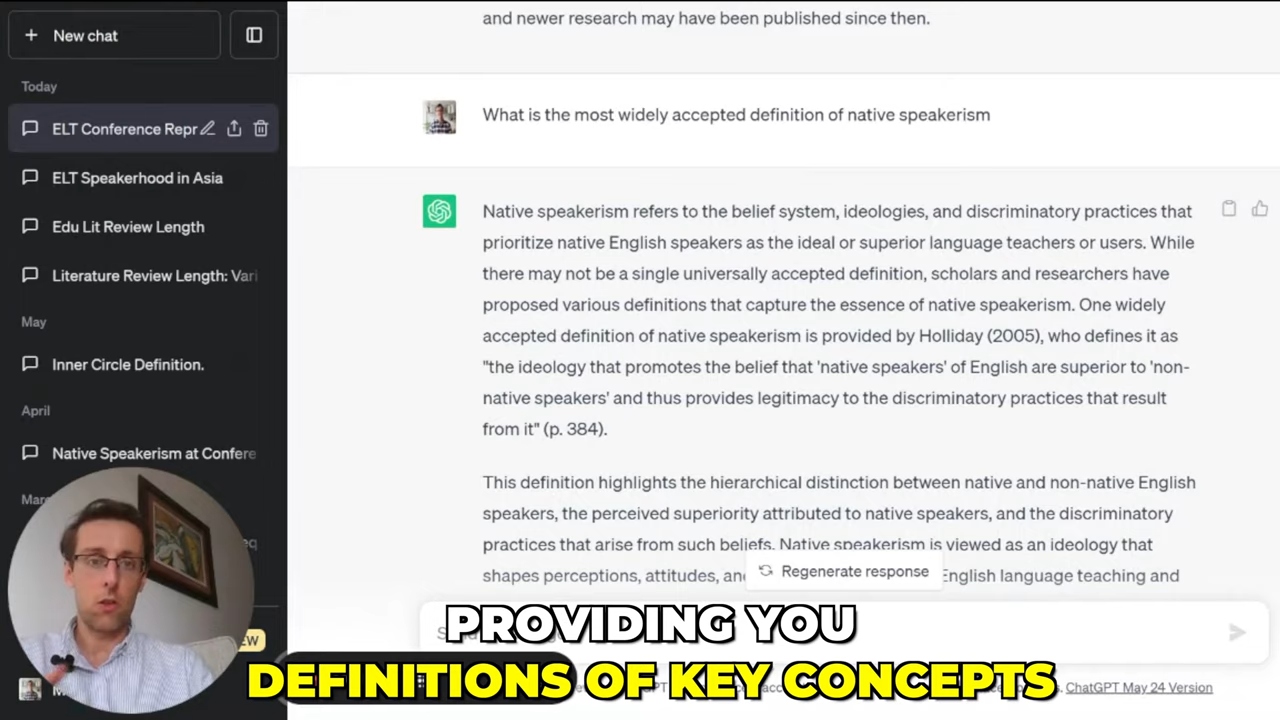 New chat
Today
ELT Conference Repr
ELT Speakerhood in Asia
Edu Lit Review Length
Literature Review Length: Vari
May
Inner Circle Definition.
April
Native Speakerism at Confere
Mar
eq
EW
M
and newer research may have been published since then.
What is the most widely accepted definition of native speakerism
Native speakerism refers to the belief system, ideologies, and discriminatory practices that
prioritize native English speakers as the ideal or superior language teachers or users. While
there may not be a single universally accepted definition, scholars and researchers have
proposed various definitions that capture the essence of native speakerism. One widely
accepted definition of native speakerism is provided by Holliday (2005), who defines it as
"the ideology that promotes the belief that 'native speakers' of English are superior to 'non-
native speakers' and thus provides legitimacy to the discriminatory practices that result
from it" (p. 384).
This definition highlights the hierarchical distinction between native and non-native English
speakers, the perceived superiority attributed to native speakers, and the discriminatory
practices that arise from such beliefs. Native speakerism is viewed as an ideology that
shapes perceptions, attitudes, an
Regenerate response
English language teaching and
PROVIDING YOU
DEFINITIONS OF KEY CONCEPTS
ChatGPT May 24 Version